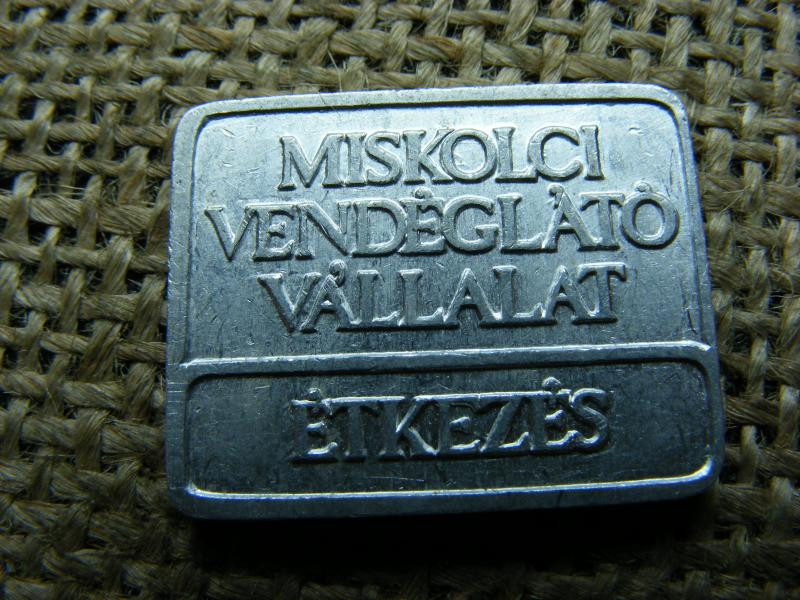 MISKOLCI
VENDÉGLÁTÓ
VÁLLALAT
ÉTKEZÉS